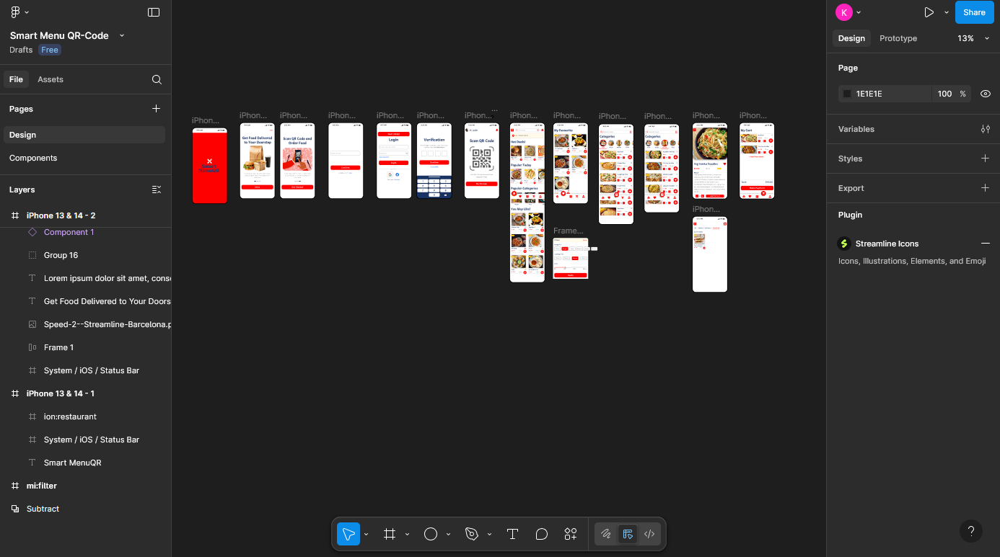 Smart Menu QR-Code
Drafts Free
File Assets
Pages
Design
Components
Layers
iPhone 13 & 14 - 2
Component 1
Group 16
Lorem ipsum dolor sit amet, conse
Get Food Delivered to Your Doors
Speed-2--Streamline-Barcelona.p
Frame 1
System / iOS / Status Bar
iPhone 13 & 14 - 1
ion:restaurant
System / iOS / Status Bar
Smart MenuQR
mi:filter
Subtract
iPhon...
iPhon...
iPhon...
iPhon...
iPhon...
iPhon...
iPhon...
...
iPhon...
iPhon...
iPhon...
iPhon...
iPhon...
iPhon...
Smart
MenuQR
Get Food Delivered
to Your Doorstep
Scan QR Code and
Order Food
Login
Verification
Scan QR Code
Hot Deals!
Popular Today
Popular Categories
You May Like!
My Favourite
Categories
Categories
My Cart
Frame...
iPhon...
K
Share
Design Prototype 13%
Page
1E1E1E 100 %
Variables
Styles
Export
Plugin
Streamline Icons
Icons, Illustrations, Elements, and Emoji
?